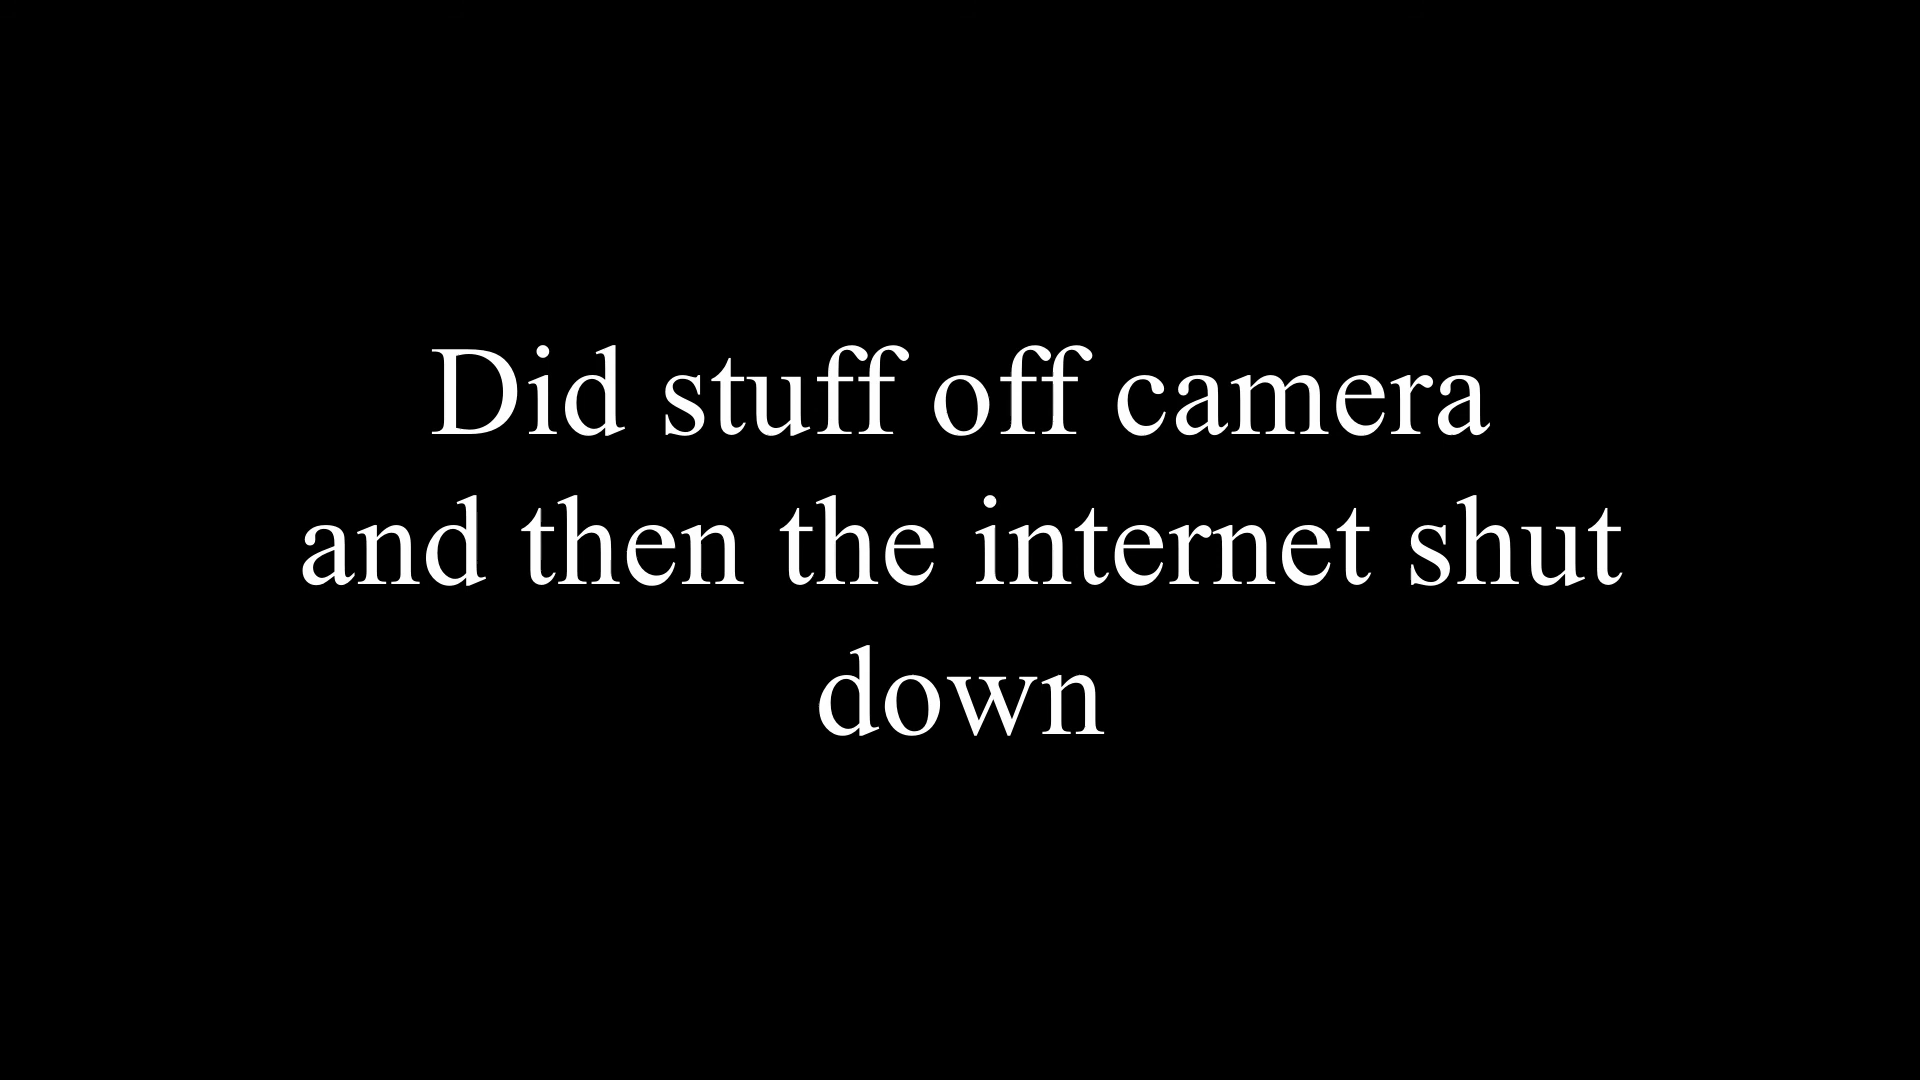 Did stuff off camera
and then the internet shut
down